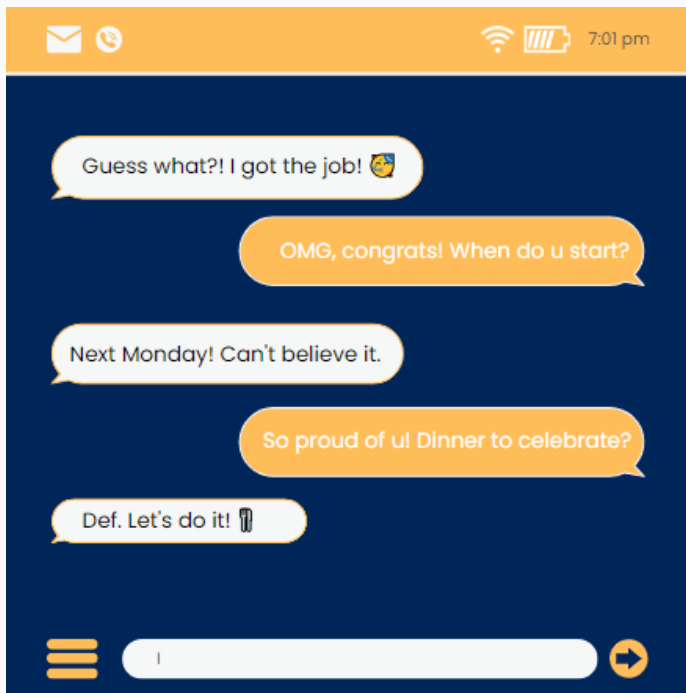 7:01 pm
Guess what?! I got the job! 🥳
OMG, congrats! When do u start?
Next Monday! Can't believe it.
So proud of u! Dinner to celebrate?
Def. Let's do it! 🍴